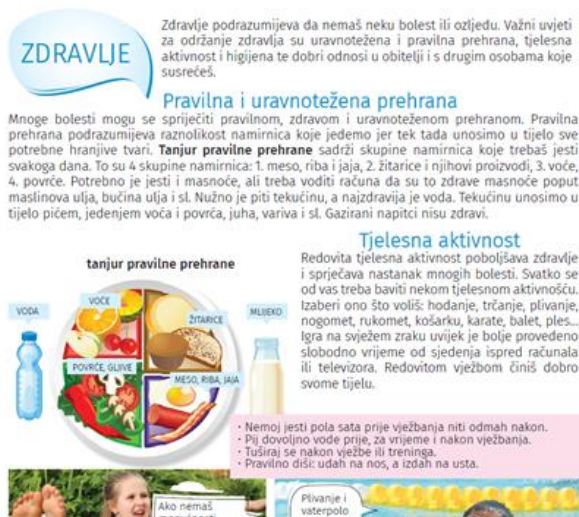 ZDRAVLJE
Zdravlje podrazumijeva da nemaš neku bolest ili ozljedu. Važni uvjeti
za održanje zdravlja su uravnotežena i pravilna prehrana, tjelesna
aktivnost i higijena te dobri odnosi u obitelji i s drugim osobama koje
susrećeš.
Pravilna i uravnotežena prehrana
Mnoge bolesti mogu se spriječiti pravilnom, zdravom i uravnoteženom prehranom. Pravilna
prehrana podrazumijeva raznolikost namirnica koje jedemo jer tek tada unosimo u tijelo sve
potrebne hranjive tvari. Tanjur pravilne prehrane sadrži skupine namirnica koje trebaš jesti
svakoga dana. To su 4 skupine namirnica: 1. meso, riba i jaja, 2. žitarice i njihovi proizvodi, 3. voće,
4. povrće. Potrebno je jesti i masnoće, ali treba voditi računa da su to zdrave masnoće poput
maslinova ulja, bučina ulja i sl. Nužno je piti tekućinu, a najzdravija je voda. Tekućinu unosimo u
tijelo pićem, jedenjem voća i povrća, juha, variva i sl. Gazirani napitci nisu zdravi.
tanjur pravilne prehrane
VODA
VOĆE
ŽITARICE
MLIJEKO
POVRĆE, GLJIVE
MESO, RIBA, JAJA
Tjelesna aktivnost
Redovita tjelesna aktivnost poboljšava zdravlje
i sprječava nastanak mnogih bolesti. Svatko se
od vas treba baviti nekom tjelesnom aktivnošću.
Izaberi ono što voliš: hodanje, trčanje, plivanje,
nogomet, rukomet, košarku, karate, balet, ples...
Igra na svježem zraku uvijek je bolje provedeno
slobodno vrijeme od sjedenja ispred računala
ili televizora. Redovitom vježbom činiš dobro
svome tijelu.
• Nemoj jesti pola sata prije vježbanja niti odmah nakon.
• Pij dovoljno vode prije, za vrijeme i nakon vježbanja.
• Tuširaj se nakon vježbe ili treninga.
• Pravilno diši: udah na nos, a izdah na usta.
Ako nemaš
Plivanje i
vaterpolo